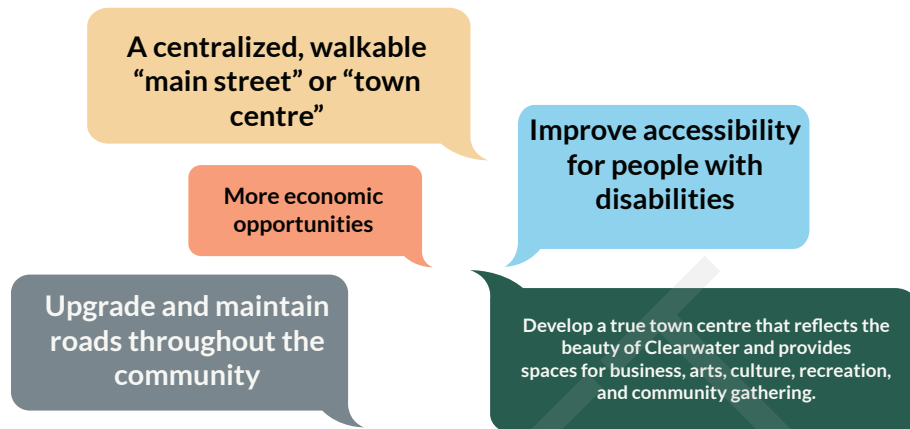 A centralized, walkable
“main street” or “town
centre”
Improve accessibility
for people with
disabilities
More economic
opportunities
Upgrade and maintain
roads throughout the
community
Develop a true town centre that reflects the
beauty of Clearwater and provides
spaces for business, arts, culture, recreation,
and community gathering.